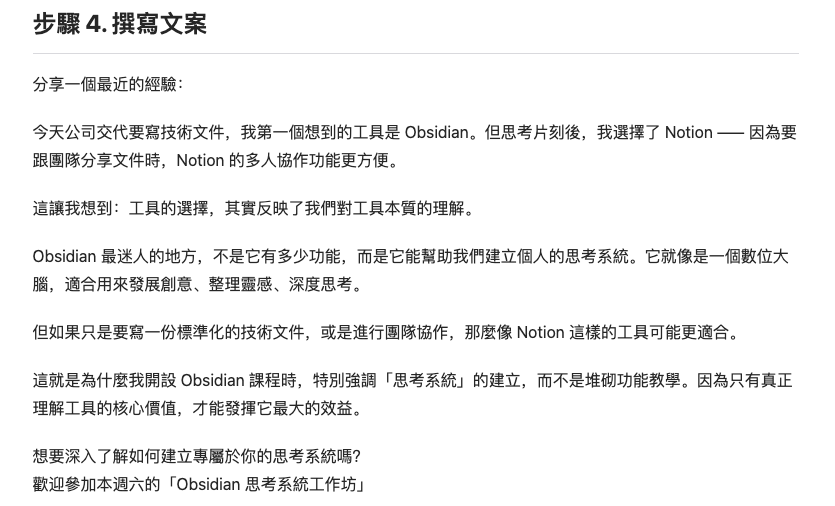 步驟 4. 撰寫文案
分享一個最近的經驗：
今天公司交代要寫技術文件，我第一個想到的工具是 Obsidian。但思考片刻後，我選擇了 Notion —— 因為要
跟團隊分享文件時，Notion 的多人協作功能更方便。
這讓我想到：工具的選擇，其實反映了我們對工具本質的理解。
Obsidian 最迷人的地方，不是它有多少功能，而是它能幫助我們建立個人的思考系統。它就像是一個數位大
腦，適合用來發展創意、整理靈感、深度思考。
但如果只是要寫一份標準化的技術文件，或是進行團隊協作，那麼像 Notion 這樣的工具可能更適合。
這就是為什麼我開設 Obsidian 課程時，特別強調「思考系統」的建立，而不是堆砌功能教學。因為只有真正
理解工具的核心價值，才能發揮它最大的效益。
想要深入了解如何建立專屬於你的思考系統嗎？
歡迎參加本週六的「Obsidian 思考系統工作坊」